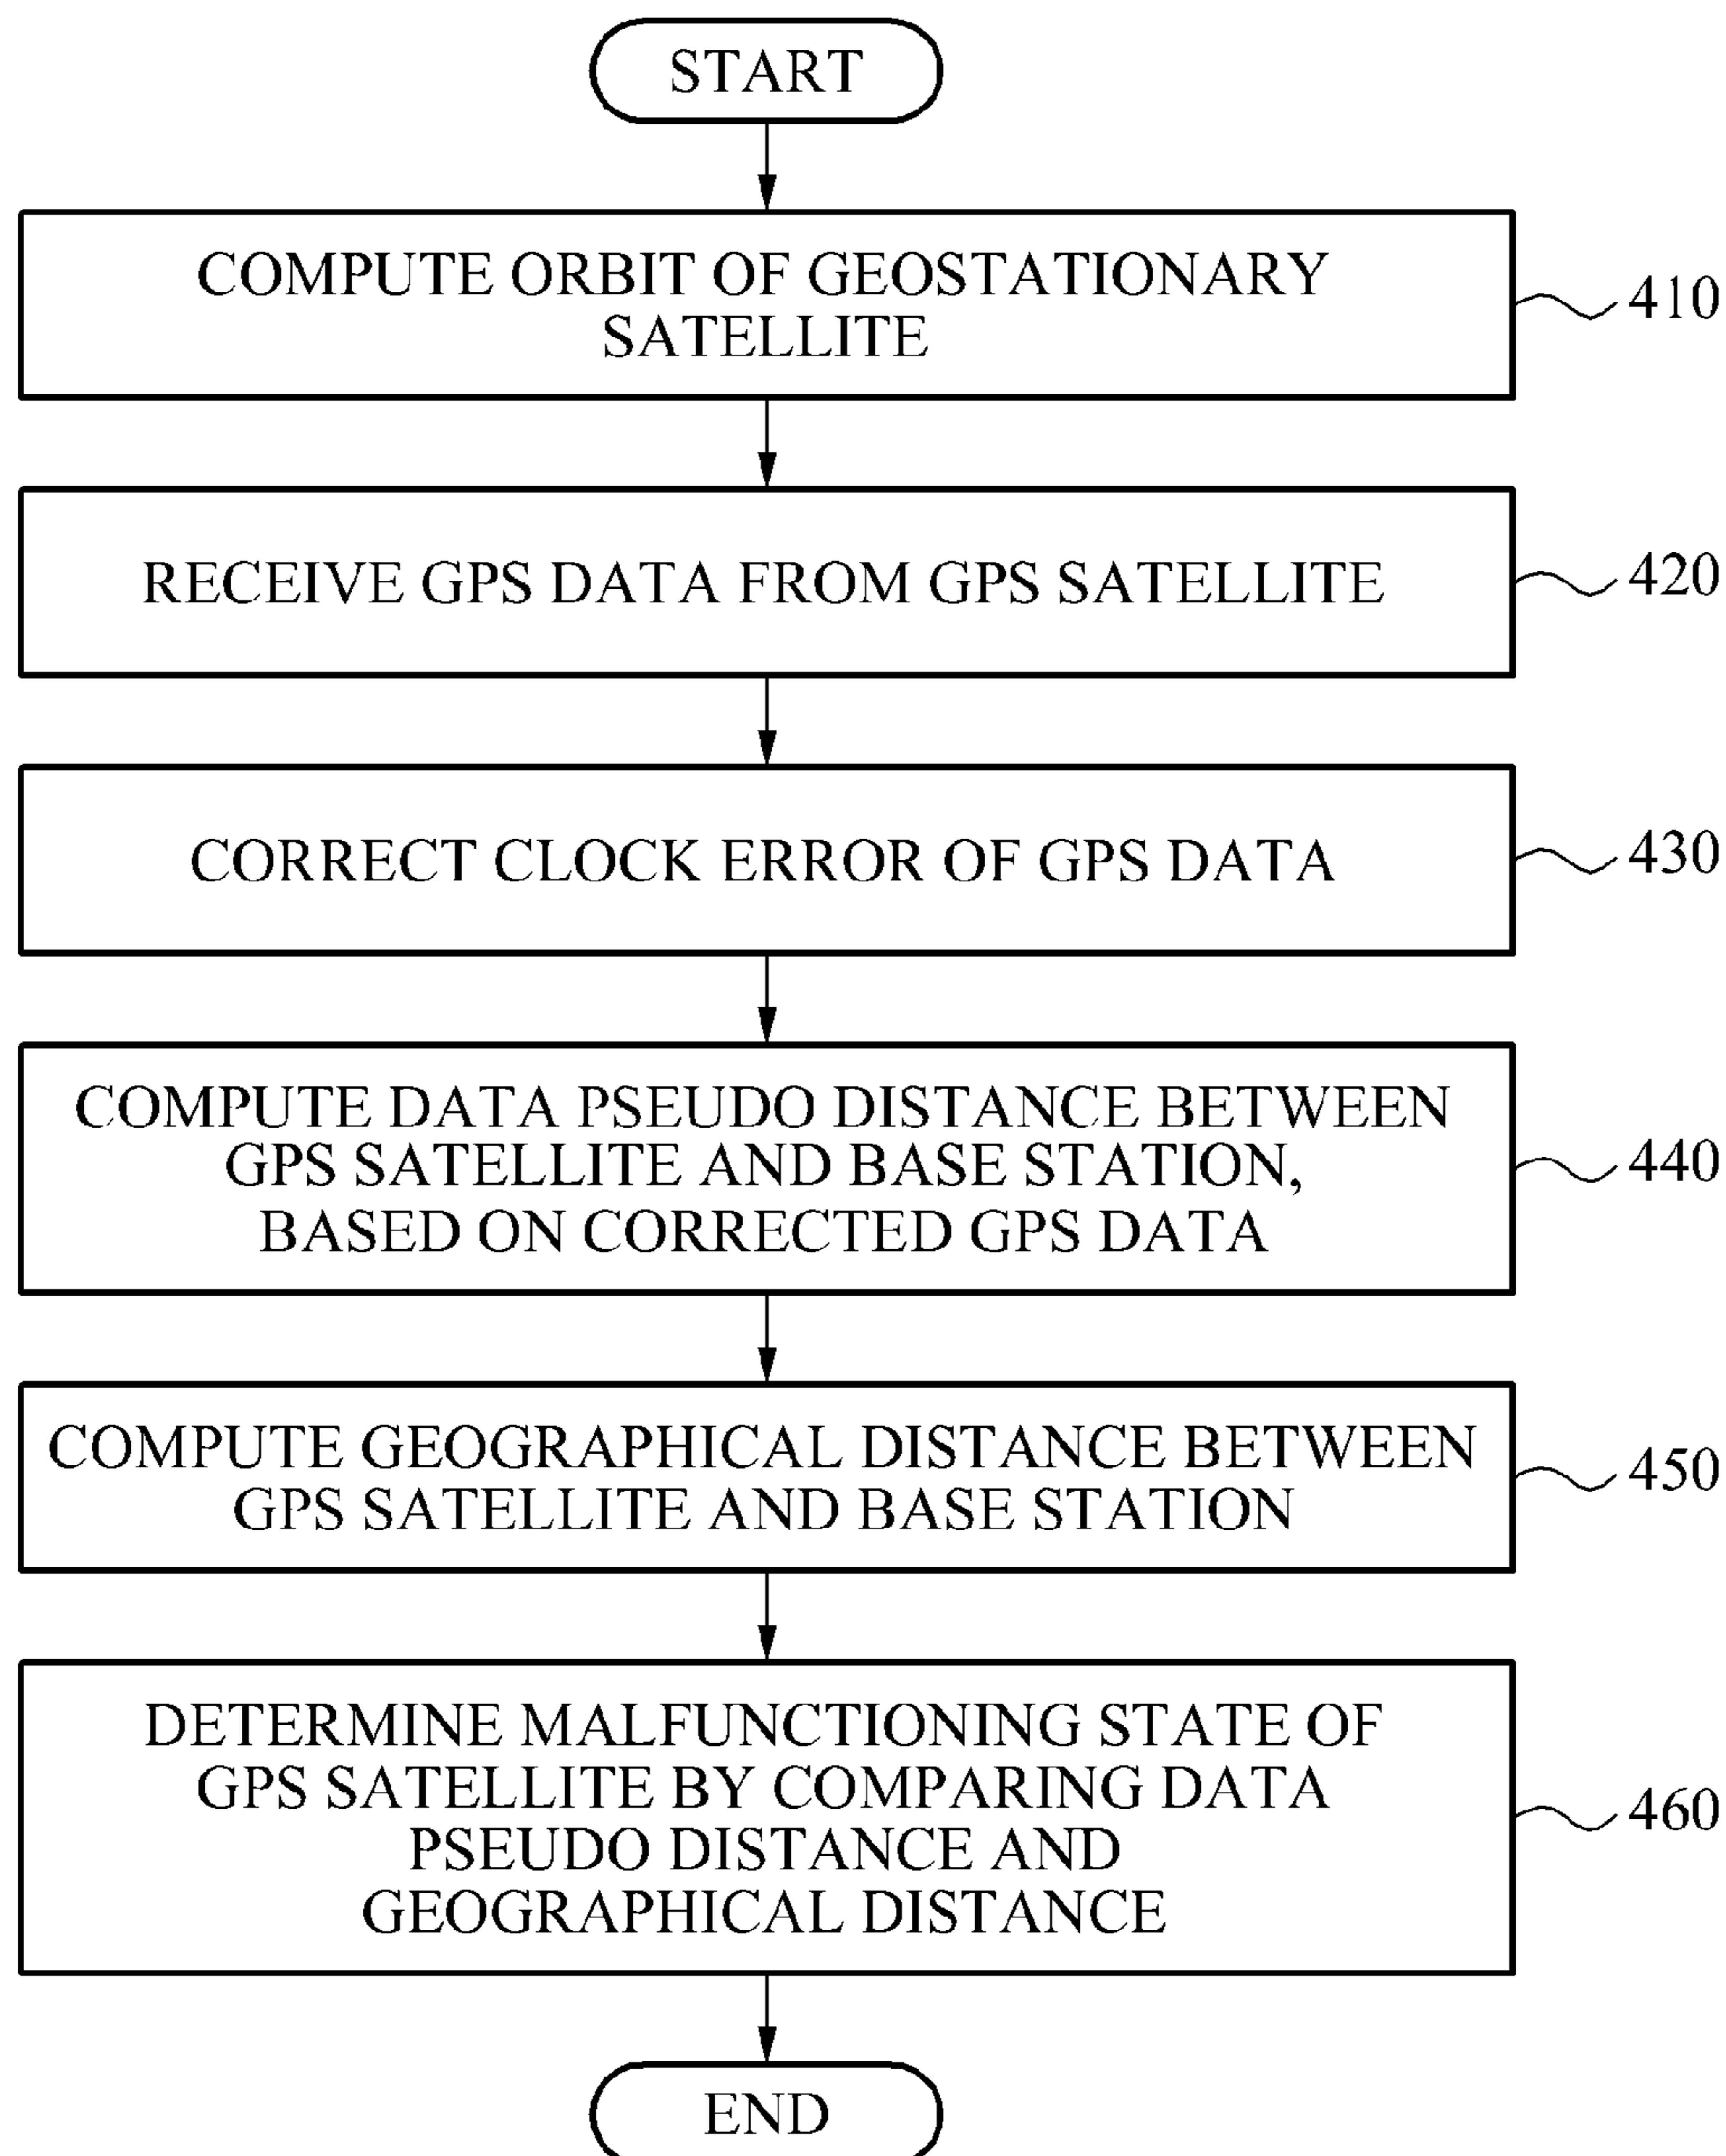 START
COMPUTE ORBIT OF GEOSTATIONARY
SATELLITE
410
RECEIVE GPS DATA FROM GPS SATELLITE
420
CORRECT CLOCK ERROR OF GPS DATA
430
COMPUTE DATA PSEUDO DISTANCE BETWEEN
GPS SATELLITE AND BASE STATION,
BASED ON CORRECTED GPS DATA
440
COMPUTE GEOGRAPHICAL DISTANCE BETWEEN
GPS SATELLITE AND BASE STATION
450
DETERMINE MALFUNCTIONING STATE OF
GPS SATELLITE BY COMPARING DATA
PSEUDO DISTANCE AND
GEOGRAPHICAL DISTANCE
460
END